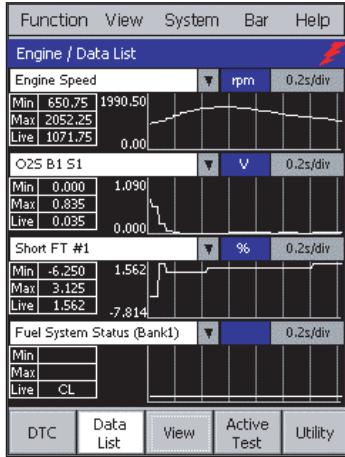 Function View System Bar Help
Engine / Data List
Engine Speed rpm 0.2s/div
Min 650.75 1990.50
Max 2052.25
Live 1071.75 0.00
O2S B1 S1 V 0.2s/div
Min 0.000 1.090
Max 0.835
Live 0.035 0.000
Short FT #1 % 0.2s/div
Min -6.250 1.562
Max 3.125
Live 1.562 -7.814
Fuel System Status (Bank1) 0.2s/div
Min
Max
Live CL
DTC Data List View Active Test Utility